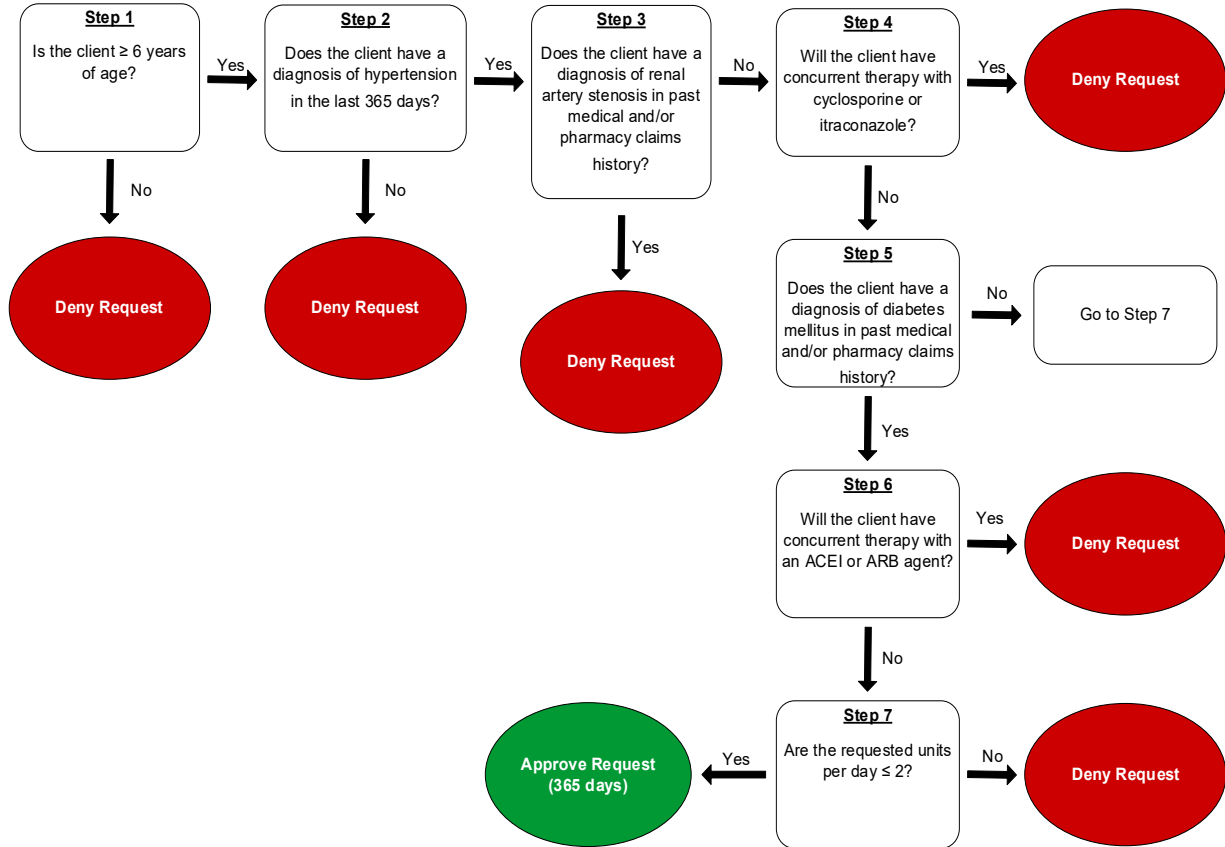 Step 1
Is the client ≥ 6 years
of age?
Yes
No
Deny Request
Step 2
Does the client have a
diagnosis of hypertension
in the last 365 days?
Yes
No
Deny Request
Step 3
Does the client have a
diagnosis of renal
artery stenosis in past
medical and/or
pharmacy claims
history?
No
Yes
Deny Request
Step 4
Will the client have
concurrent therapy with
cyclosporine or
itraconazole?
Yes
Deny Request
No
Step 5
Does the client have a
diagnosis of diabetes
mellitus in past medical
and/or pharmacy claims
history?
No
Go to Step 7
Yes
Step 6
Will the client have
concurrent therapy with
an ACEI or ARB agent?
Yes
Deny Request
No
Step 7
Are the requested units
per day ≤ 2?
Yes
Approve Request
(365 days)
No
Deny Request